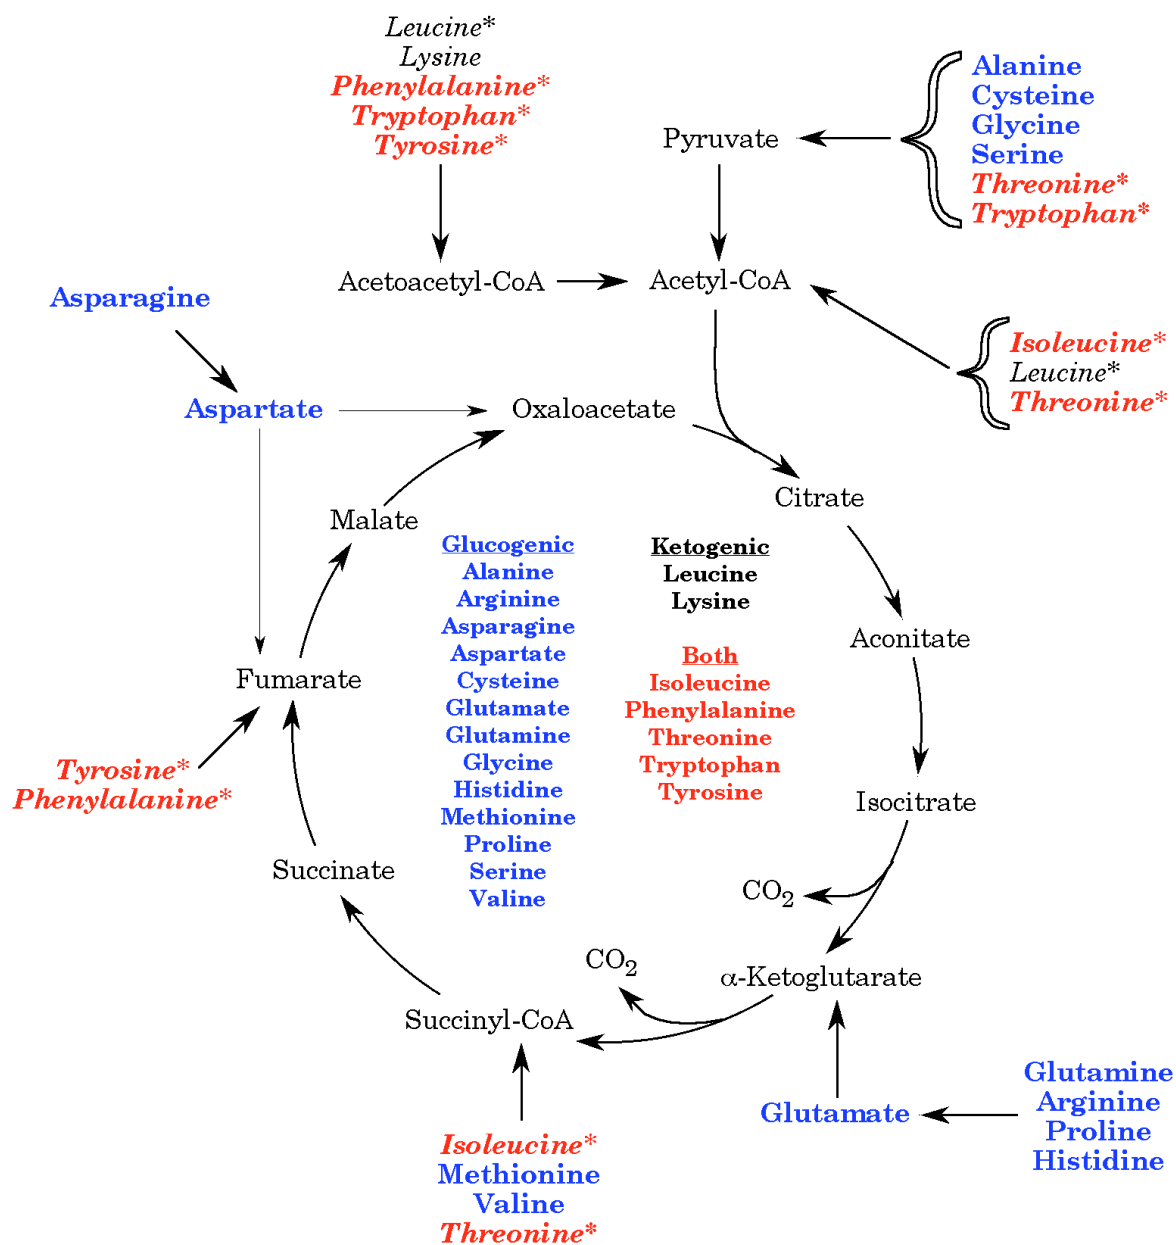 Leucine*
Lysine
Phenylalanine*
Tryptophan*
Tyrosine*
Pyruvate
Alanine
Cysteine
Glycine
Serine
Threonine*
Tryptophan*
Acetoacetyl-CoA
Acetyl-CoA
Asparagine
Isoleucine*
Leucine*
Threonine*
Aspartate
Oxaloacetate
Citrate
Malate
Glucogenic
Alanine
Arginine
Asparagine
Aspartate
Cysteine
Glutamate
Glutamine
Glycine
Histidine
Methionine
Proline
Serine
Valine
Ketogenic
Leucine
Lysine
Both
Isoleucine
Phenylalanine
Threonine
Tryptophan
Tyrosine
Aconitate
Fumarate
Tyrosine*
Phenylalanine*
Isocitrate
Succinate
CO2
CO2
α-Ketoglutarate
Succinyl-CoA
Glutamate
Glutamine
Arginine
Proline
Histidine
Isoleucine*
Methionine
Valine
Threonine*